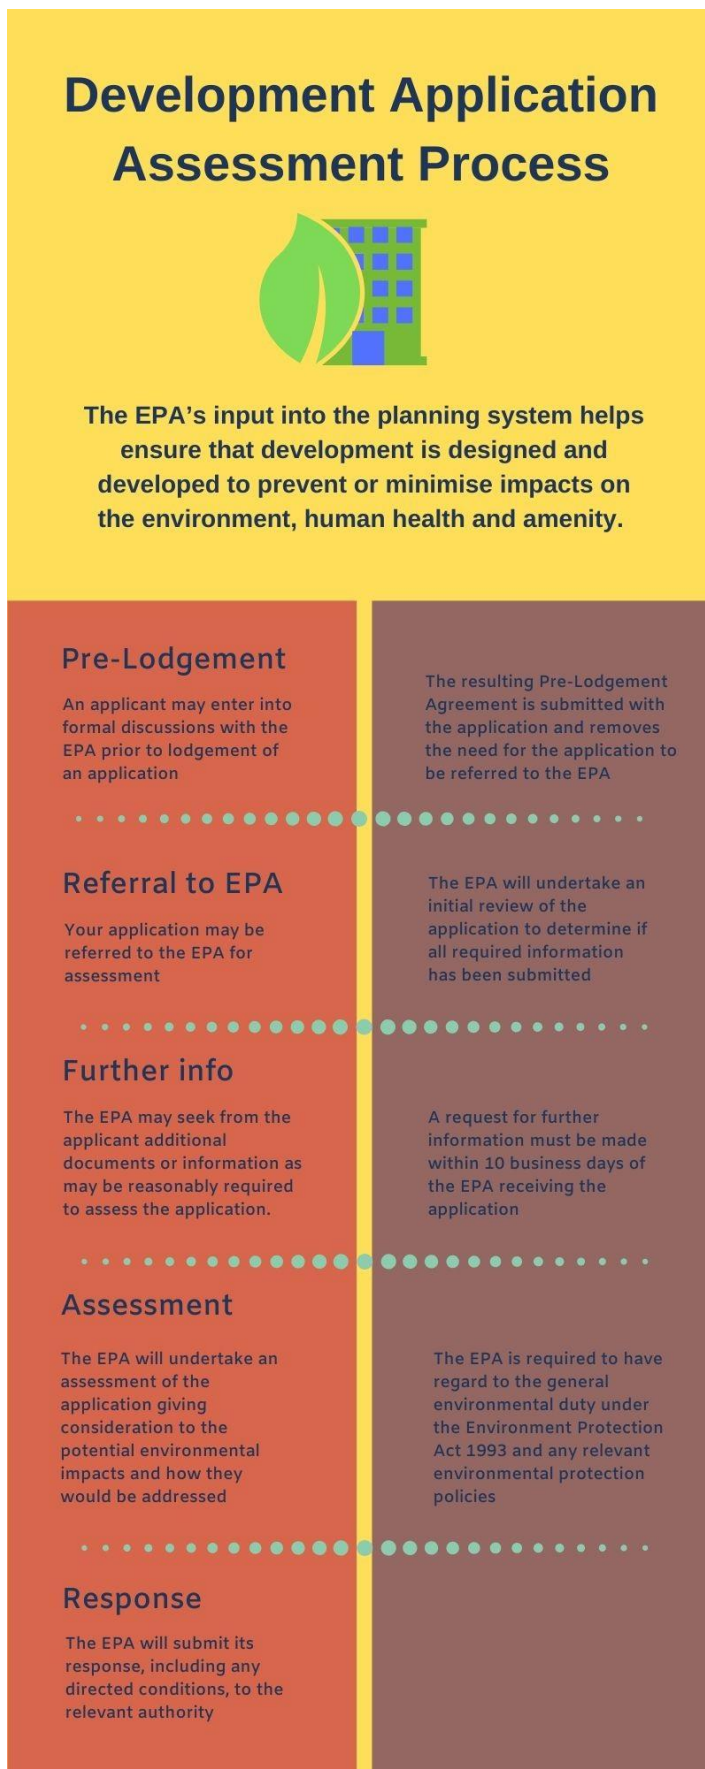 Development Application
Assessment Process
The EPA’s input into the planning system helps
ensure that development is designed and
developed to prevent or minimise impacts on
the environment, human health and amenity.
Pre-Lodgement
An applicant may enter into
formal discussions with the
EPA prior to lodgement of
an application
The resulting Pre-Lodgement
Agreement is submitted with
the application and removes
the need for the application to
be referred to the EPA
Referral to EPA
Your application may be
referred to the EPA for
assessment
The EPA will undertake an
initial review of the
application to determine if
all required information
has been submitted
Further info
The EPA may seek from the
applicant additional
documents or information as
may be reasonably required
to assess the application.
A request for further
information must be made
within 10 business days of
the EPA receiving the
application
Assessment
The EPA will undertake an
assessment of the
application giving
consideration to the
potential environmental
impacts and how they
would be addressed
The EPA is required to have
regard to the general
environmental duty under
the Environment Protection
Act 1993 and any relevant
environmental protection
policies
Response
The EPA will submit its
response, including any
directed conditions, to the
relevant authority